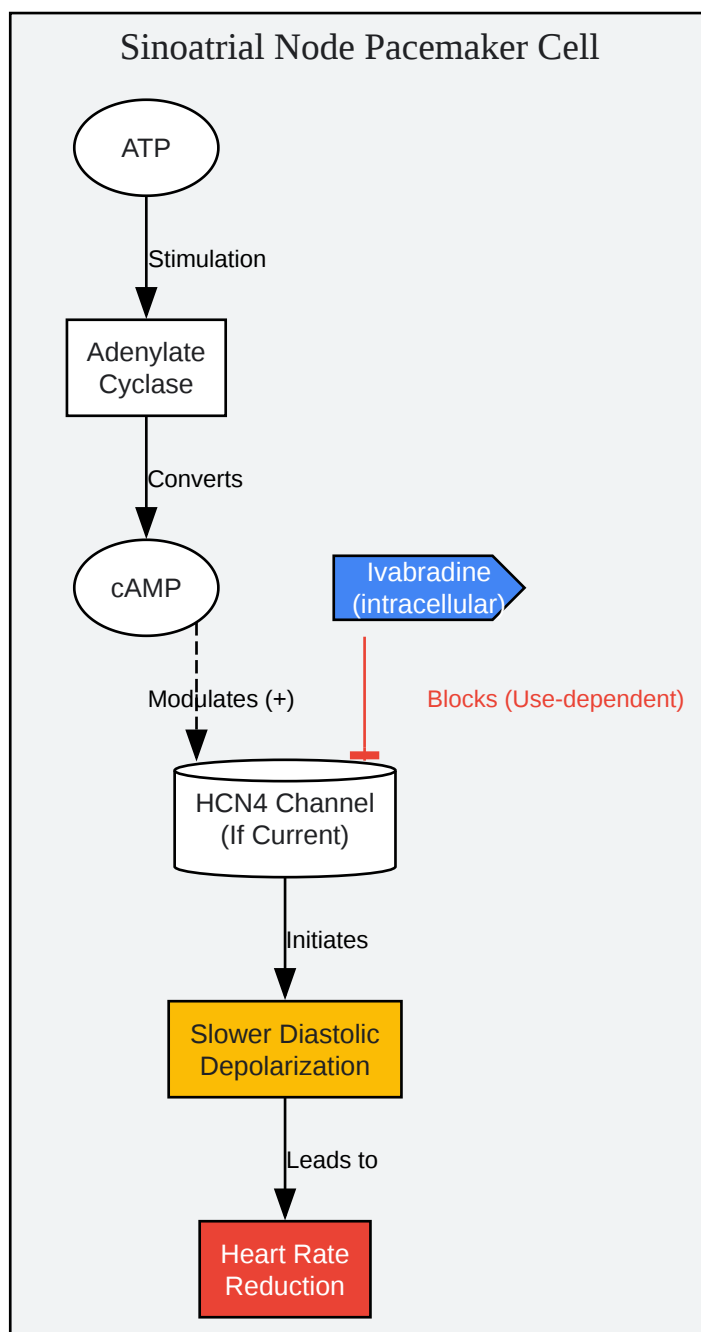 Sinoatrial Node Pacemaker Cell
ATP
Stimulation
Adenylate
Cyclase
Converts
cAMP
Ivabradine
(intracellular)
Modulates (+)
Blocks (Use-dependent)
HCN4 Channel
(If Current)
Initiates
Slower Diastolic
Depolarization
Leads to
Heart Rate
Reduction